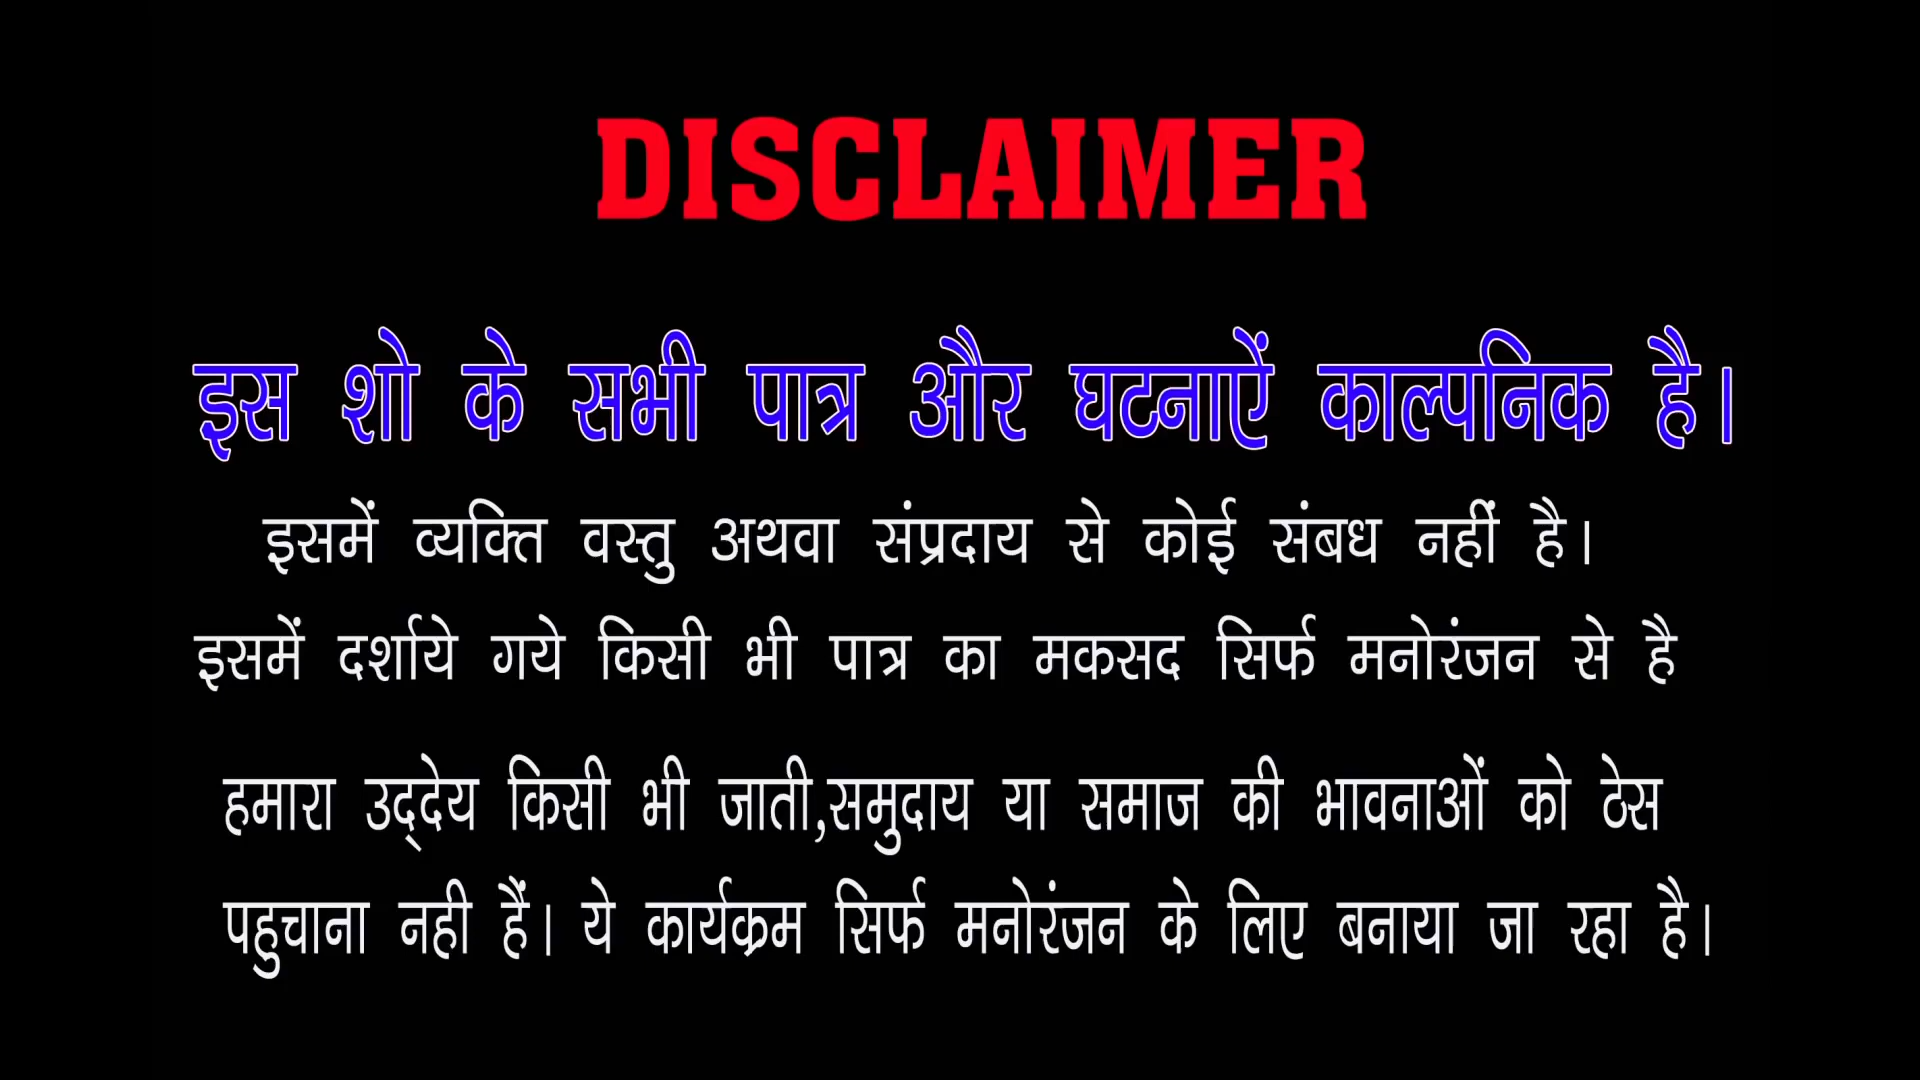 DISCLAIMER
इस शो के सभी पात्र और घटनाऐं काल्पनिक है।
इसमें व्यक्ति वस्तु अथवा संप्रदाय से कोई संबध नहीं है।
इसमें दर्शाये गये किसी भी पात्र का मकसद सिर्फ मनोरंजन से है
हमारा उद्‌देय किसी भी जाती,समुदाय या समाज की भावनाओं को ठेस
पहुचाना नही हैं। ये कार्यक्रम सिर्फ मनोरंजन के लिए बनाया जा रहा है।